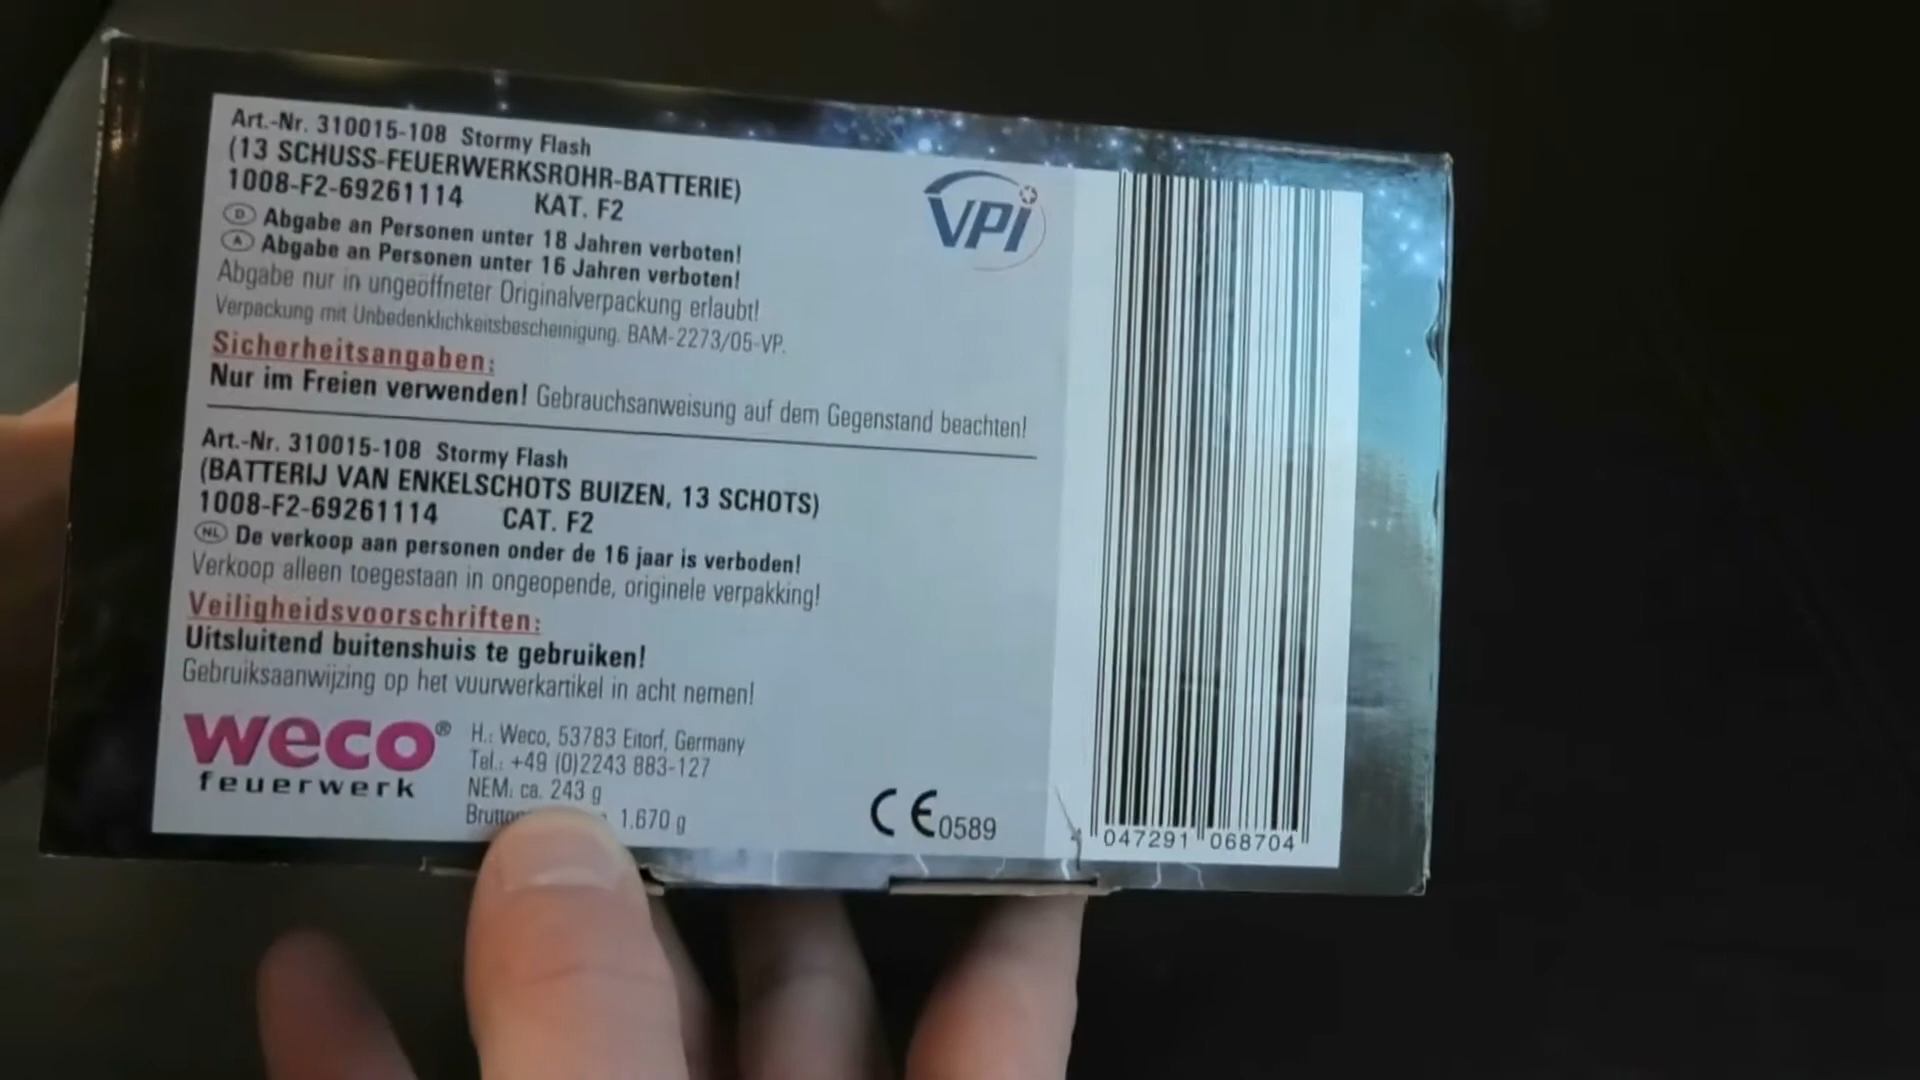 Art.-Nr. 310015-108 Stormy Flash
(13 SCHUSS-FEUERWERKSROHR-BATTERIE)
1008-F2-69261114 KAT. F2
D Abgabe an Personen unter 18 Jahren verboten!
A Abgabe an Personen unter 16 Jahren verboten!
Abgabe nur in ungeöffneter Originalverpackung erlaubt!
Verpackung mit Unbedenklichkeitsbescheinigung. BAM-2273/05-VP.
Sicherheitsangaben:
Nur im Freien verwenden! Gebrauchsanweisung auf dem Gegenstand beachten!
Art.-Nr. 310015-108 Stormy Flash
(BATTERIJ VAN ENKELSCHOTS BUIZEN, 13 SCHOTS)
1008-F2-69261114 CAT. F2
NL De verkoop aan personen onder de 16 jaar is verboden!
Verkoop alleen toegestaan in ongeopende, originele verpakking!
Veiligheidsvoorschriften:
Uitsluitend buitenshuis te gebruiken!
Gebruiksaanwijzing op het vuurwerkartikel in acht nemen!
weco®
feuerwerk
H.: Weco, 53783 Eitorf, Germany
Tel.: +49 (0)2243 883-127
NEM: ca. 243 g
1.670 g
CE 0589
VPI
047291 068704